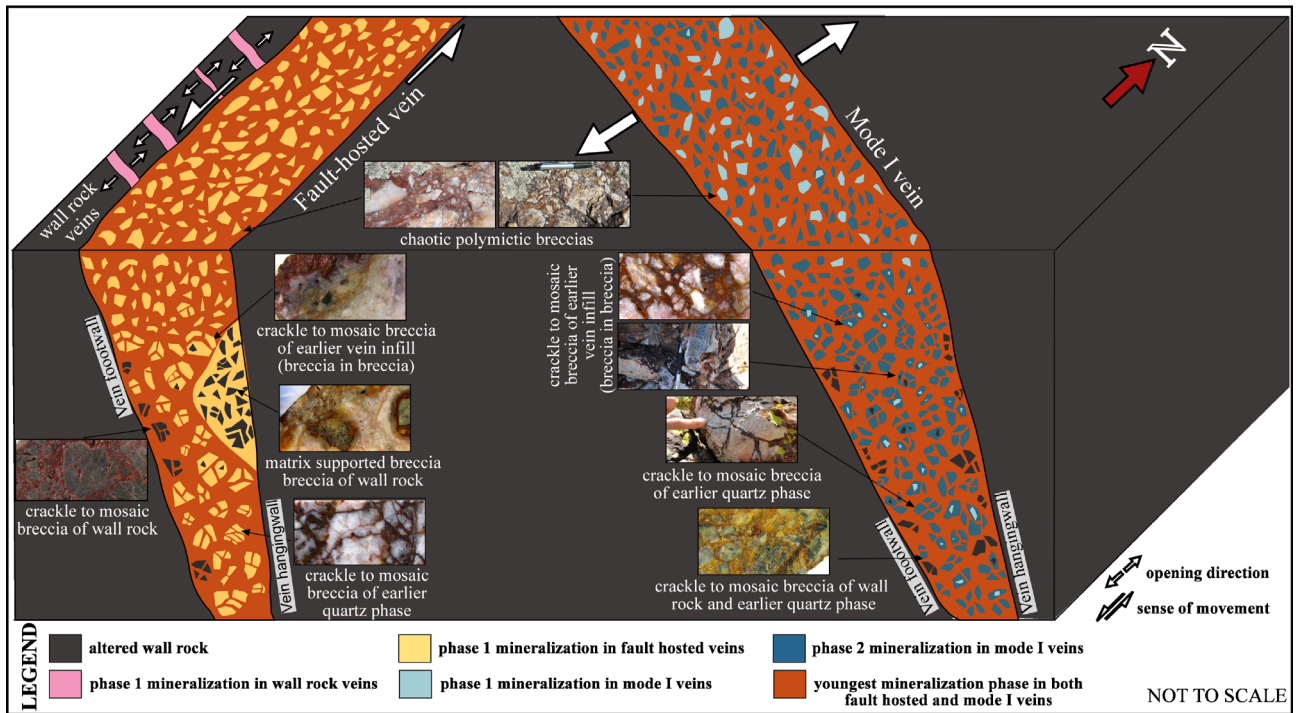 wall rock
veins
Fault-hosted vein
Mode I vein
N
chaotic polymictic breccias
crackle to mosaic breccia
of earlier vein infill
(breccia in breccia)
crackle to mosaic
breccia of earlier
vein infill
(breccia in breccia)
Vein foootwall
matrix supported breccia
breccia of wall rock
crackle to mosaic
breccia of wall rock
Vein hangingwall
crackle to mosaic
breccia of earlier
quartz phase
crackle to mosaic breccia
of earlier quartz phase
crackle to mosaic breccia of wall
rock and earlier quartz phase
Vein foootwall
Vein hangingwall
opening direction
sense of movement
LEGEND
altered wall rock
phase 1 mineralization in fault hosted veins
phase 2 mineralization in mode I veins
phase 1 mineralization in wall rock veins
phase 1 mineralization in mode I veins
youngest mineralization phase in both
fault hosted and mode I veins
NOT TO SCALE